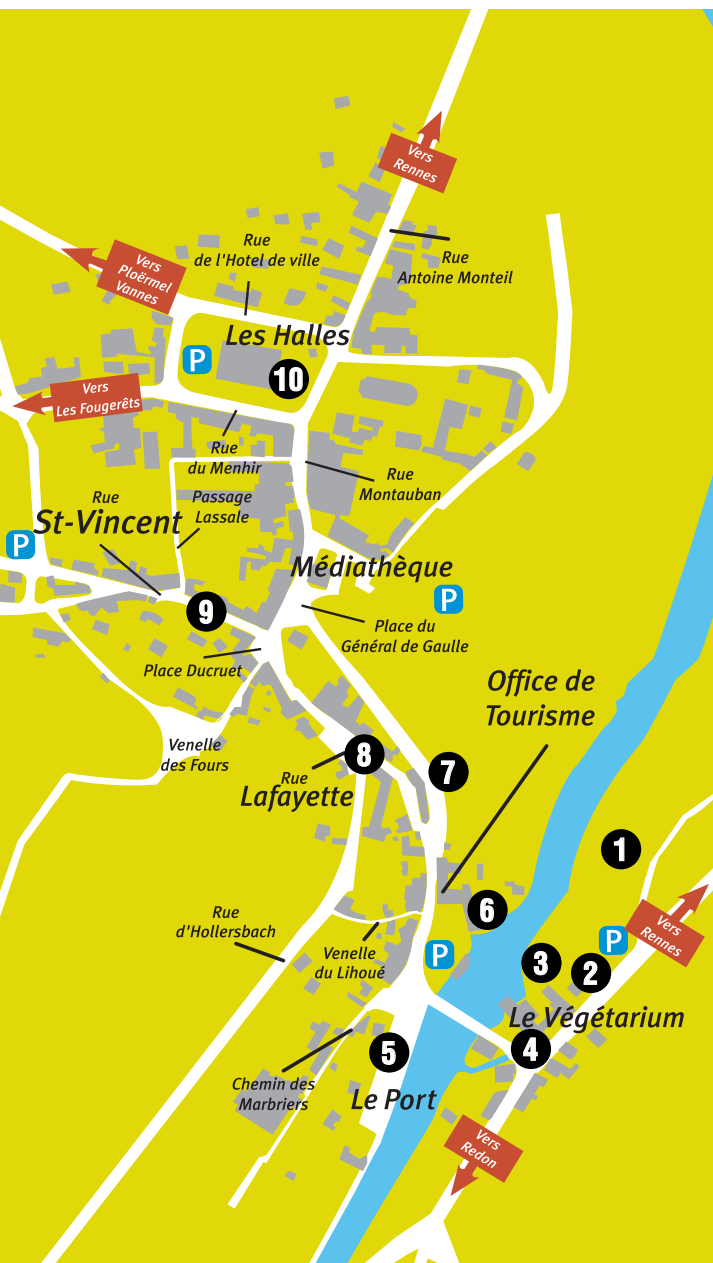 Vers
Rennes
Rue
de l'Hotel de ville
Rue
Antoine Monteil
Vers
Ploërmel
Vannes
Les Halles
P
10
Vers
Les Fougerêts
Rue
du Menhir
Rue
Montauban
Rue
St-Vincent
Passage
Lassale
P
Médiathèque
P
9
Place du
Général de Gaulle
Place Ducruet
Office de
Tourisme
Venelle
des Fours
8
7
Rue
Lafayette
1
6
Rue
d'Hollersbach
Vers
Rennes
P
P
Venelle
du Lihoué
3
2
Le Végétarium
4
5
Chemin des
Marbriers
Le Port
Vers
Redon